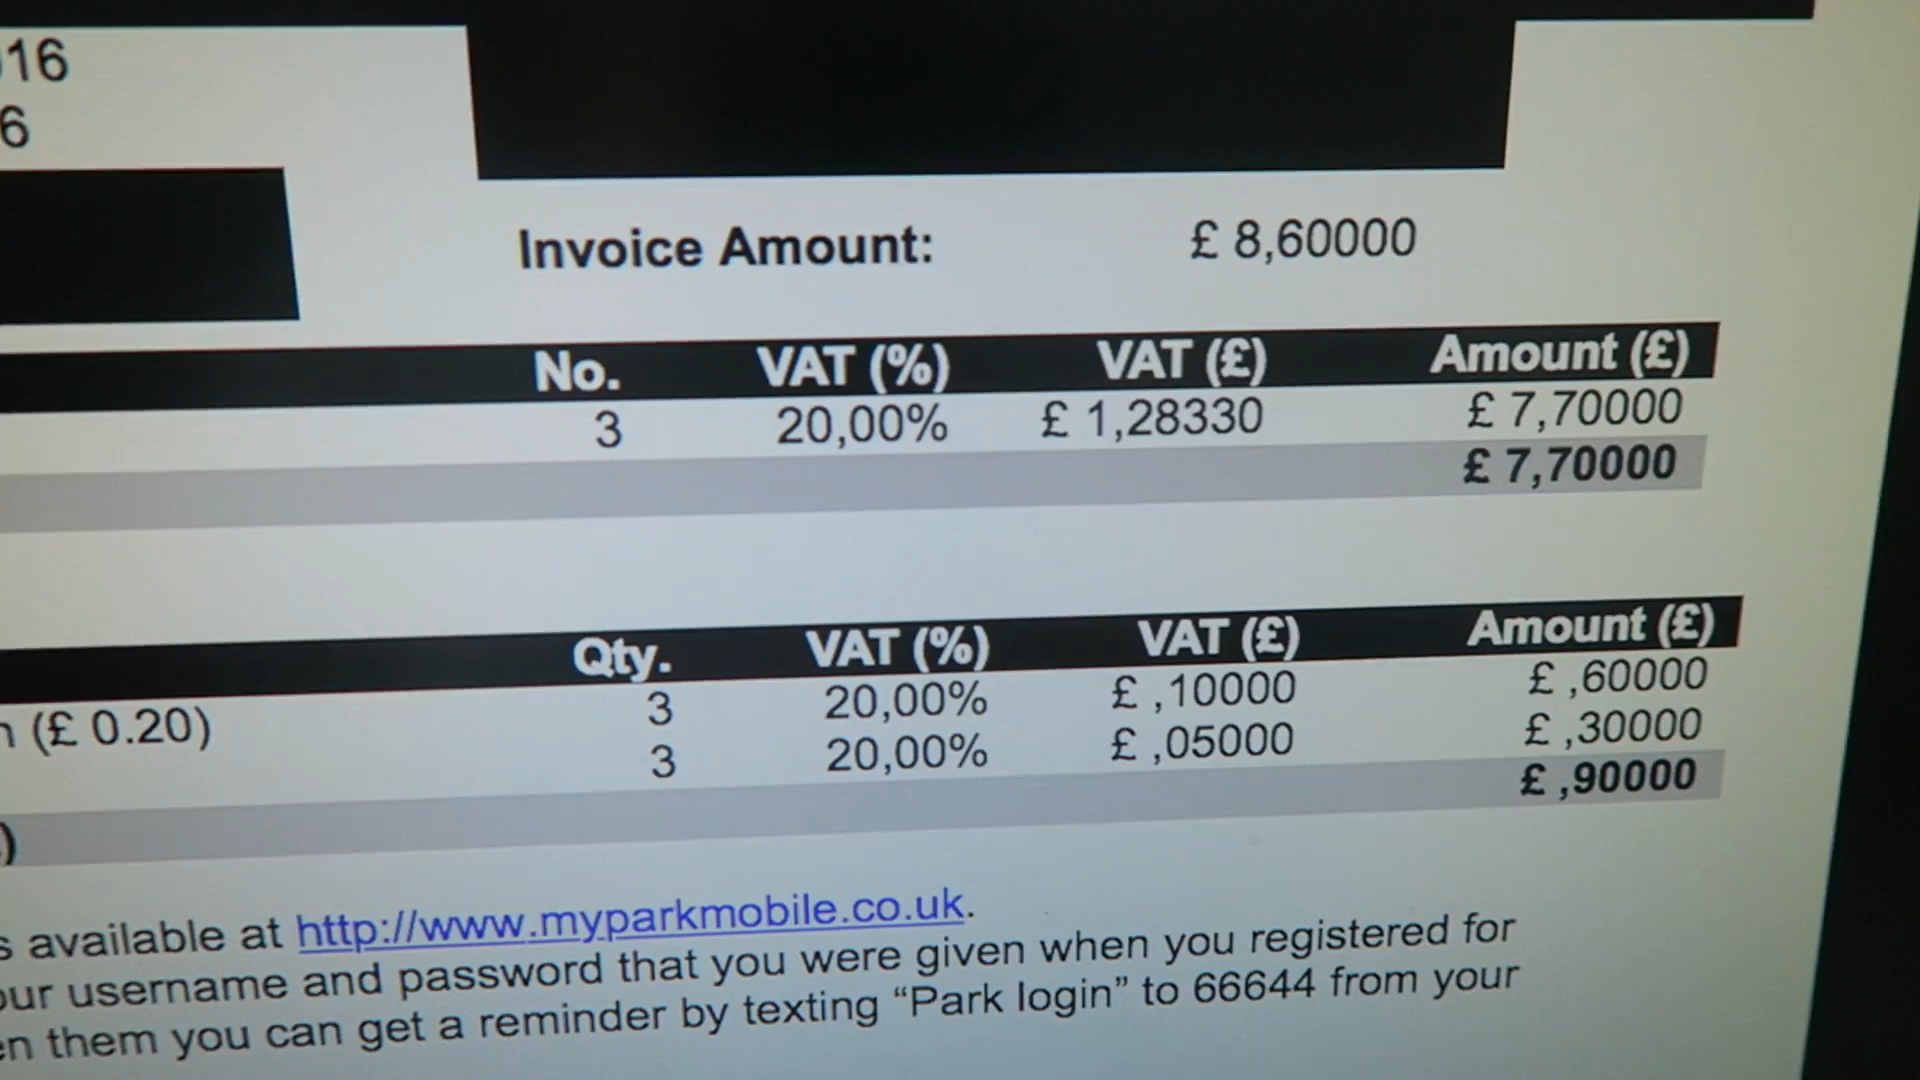 016
6
Invoice Amount: £ 8,60000
No. VAT (%) VAT (£) Amount (£)
3 20,00% £ 1,28330 £ 7,70000
£ 7,70000
Qty. VAT (%) VAT (£) Amount (£)
(£ 0.20) 3 20,00% £ ,10000 £ ,60000
3 20,00% £ ,05000 £ ,30000
) £ ,90000
s available at http://www.myparkmobile.co.uk.
our username and password that you were given when you registered for
en them you can get a reminder by texting “Park login” to 66644 from your